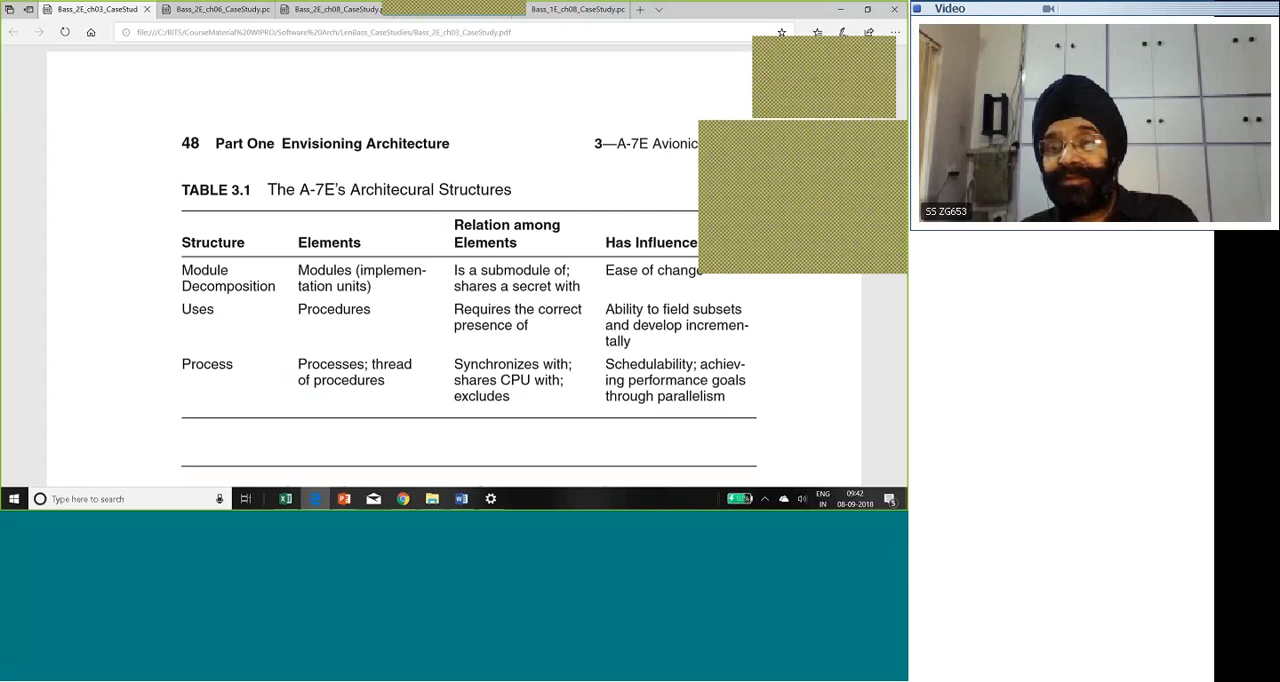 Bass_2E_ch03_CaseStud
Bass_2E_ch06_CaseStudy.pc
Bass_2E_ch08_CaseStudy.
Bass_1E_ch08_CaseStudy.pc
file:///C:/BITS/CourseMaterial%20WIPRO/Software%20Arch/LenBass_CaseStudies/Bass_2E_ch03_CaseStudy.pdf
Video
SS ZG653
48 Part One Envisioning Architecture
3—A-7E Avionic
TABLE 3.1 The A-7E's Architecural Structures
Structure
Elements
Relation among
Elements
Has Influence
Module
Decomposition
Modules (implemen-
tation units)
Is a submodule of;
shares a secret with
Ease of change
Uses
Procedures
Requires the correct
presence of
Ability to field subsets
and develop incremen-
tally
Process
Processes; thread
of procedures
Synchronizes with;
shares CPU with;
excludes
Schedulability; achiev-
ing performance goals
through parallelism
Type here to search
ENG
IN
09:42
08-09-2018